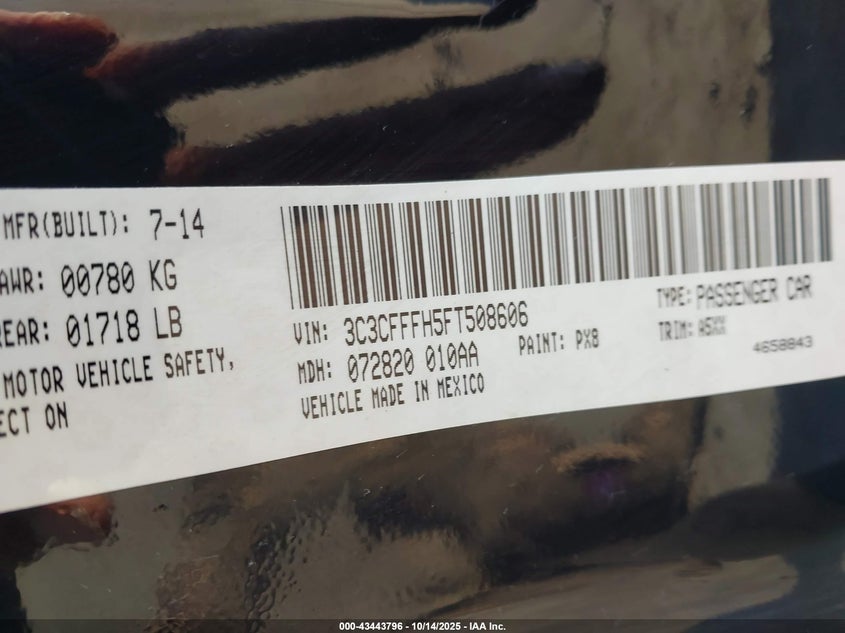 MFR(BUILT): 7-14
AWR: 00780 KG
REAR: 01718 LB
MOTOR VEHICLE SAFETY,
ECT ON
VIN: 3C3CFFFH5FT508606
MDH: 072820 010AA
VEHICLE MADE IN MEXICO
PAINT: PX8
TYPE: PASSENGER CAR
TRIM: A5XX
4658843
000-43443796 - 10/14/2025 - IAA Inc.